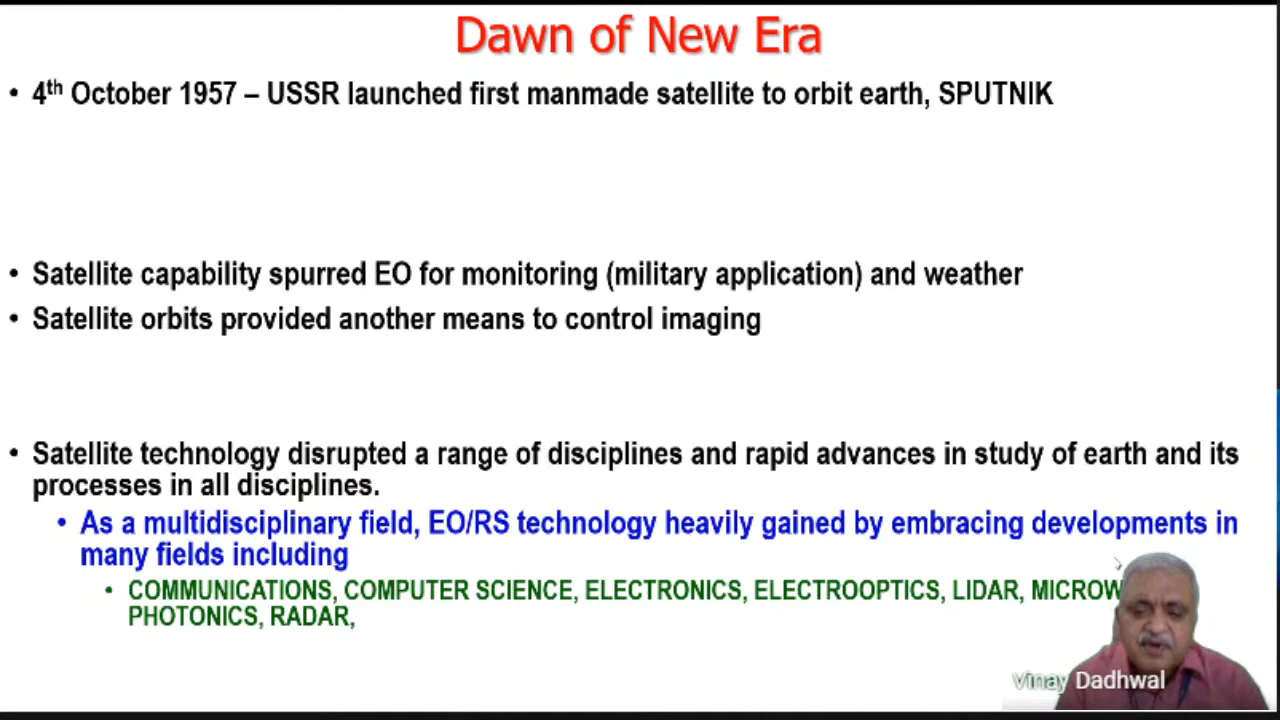 Dawn of New Era
• 4th October 1957 – USSR launched first manmade satellite to orbit earth, SPUTNIK
• Satellite capability spurred EO for monitoring (military application) and weather
• Satellite orbits provided another means to control imaging
• Satellite technology disrupted a range of disciplines and rapid advances in study of earth and its
processes in all disciplines.
• As a multidisciplinary field, EO/RS technology heavily gained by embracing developments in
many fields including
• COMMUNICATIONS, COMPUTER SCIENCE, ELECTRONICS, ELECTROOPTICS, LIDAR,
PHOTONICS, RADAR,
Vinay Dadhwal